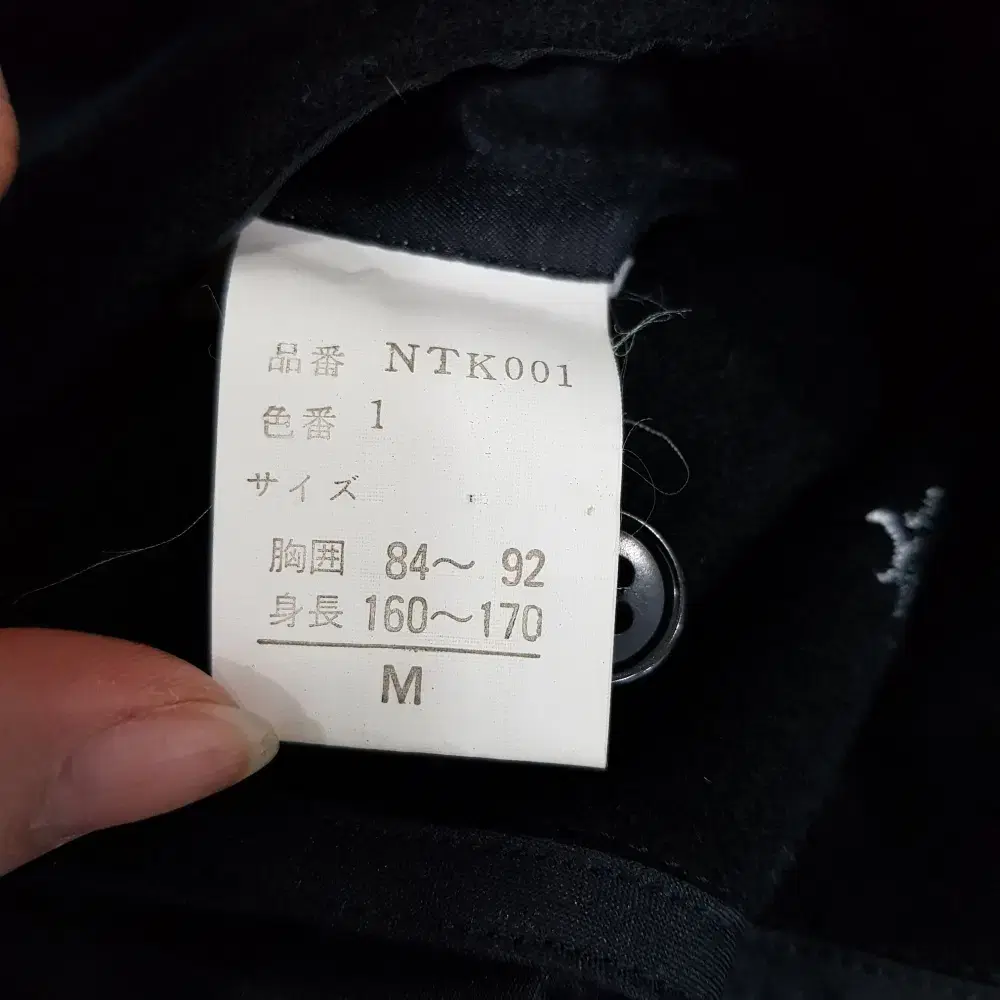 品番 NTK001
色番 1
サイズ
胸囲 84～ 92
身長 160～170
M